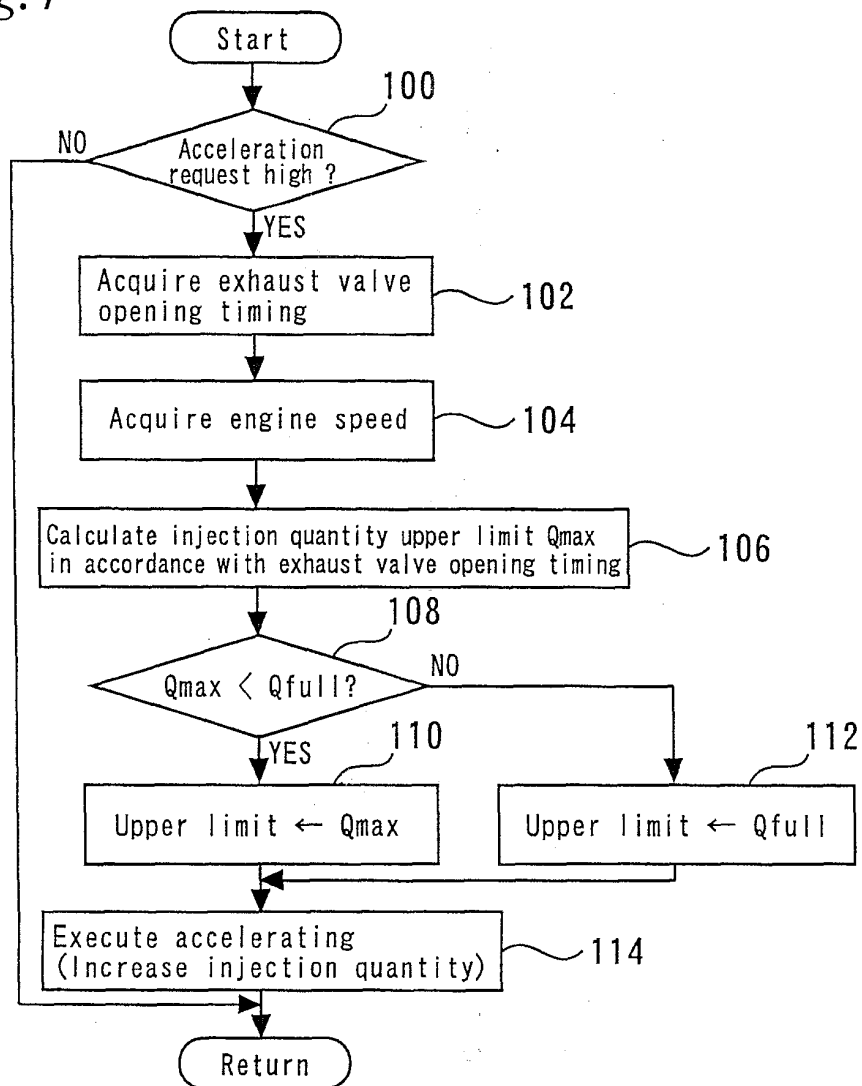 Start
100
NO
Acceleration
request high ?
YES
Acquire exhaust valve
opening timing
102
Acquire engine speed
104
Calculate injection quantity upper limit Qmax
in accordance with exhaust valve opening timing
106
108
Qmax < Qfull?
NO
YES
110
112
Upper limit ← Qmax
Upper limit ← Qfull
Execute accelerating
(Increase injection quantity)
114
Return